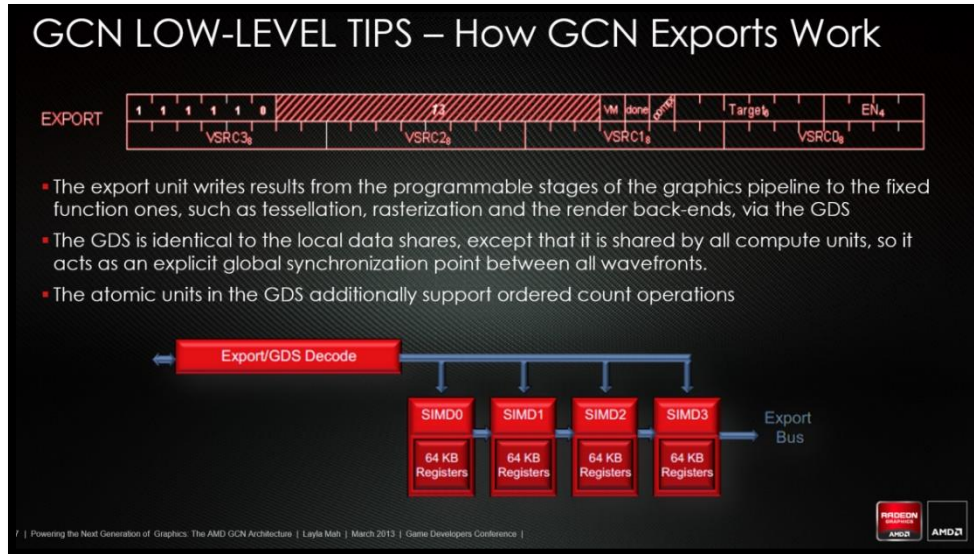 GCN LOW-LEVEL TIPS – How GCN Exports Work
EXPORT
1 1 1 1 1 0 13 VM done COMPR Target₆ EN₄
VSRC3₈ VSRC2₈ VSRC1₈ VSRC0₈
▪ The export unit writes results from the programmable stages of the graphics pipeline to the fixed
function ones, such as tessellation, rasterization and the render back-ends, via the GDS
▪ The GDS is identical to the local data shares, except that it is shared by all compute units, so it
acts as an explicit global synchronization point between all wavefronts.
▪ The atomic units in the GDS additionally support ordered count operations
Export/GDS Decode
SIMD0 SIMD1 SIMD2 SIMD3
Export
Bus
64 KB 64 KB 64 KB 64 KB
Registers Registers Registers Registers
7 | Powering the Next Generation of Graphics: The AMD GCN Architecture | Layla Mah | March 2013 | Game Developers Conference |
RADEON
GRAPHICS
AMD
AMD